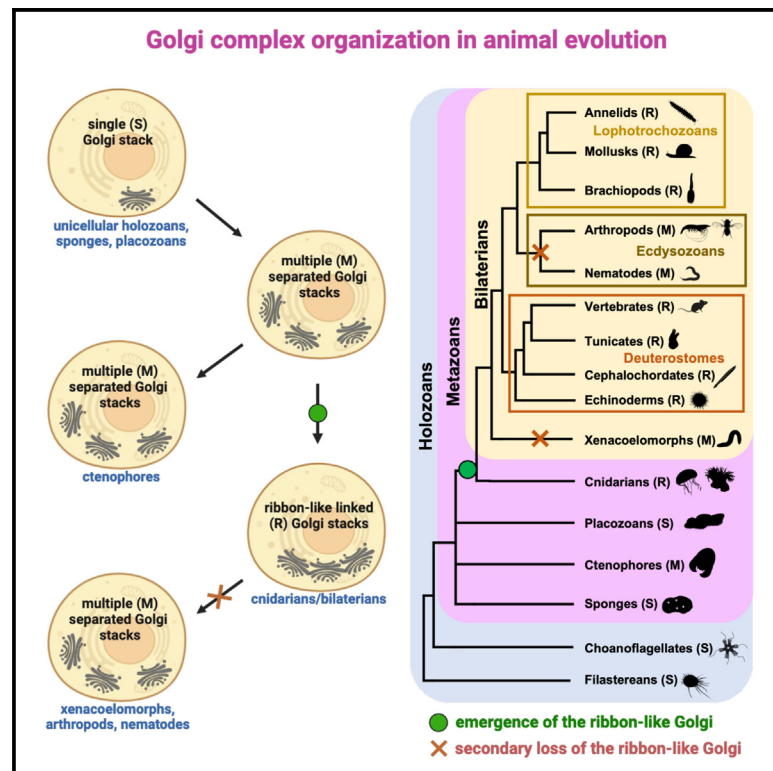 Golgi complex organization in animal evolution
single (S)
Golgi stack
unicellular holozoans,
sponges, placozoans
multiple (M)
separated Golgi
stacks
multiple (M)
separated Golgi
stacks
ctenophores
ribbon-like linked
(R) Golgi stacks
cnidarians/bilaterians
multiple (M)
separated Golgi
stacks
xenacoelomorphs,
arthropods, nematodes
Holozoans
Metazoans
Bilaterians
Annelids (R)
Lophotrochozoans
Mollusks (R)
Brachiopods (R)
Arthropods (M)
Ecdysozoans
Nematodes (M)
Vertebrates (R)
Tunicates (R)
Deuterostomes
Cephalochordates (R)
Echinoderms (R)
Xenacoelomorphs (M)
Cnidarians (R)
Placozoans (S)
Ctenophores (M)
Sponges (S)
Choanoflagellates (S)
Filastereans (S)
emergence of the ribbon-like Golgi
secondary loss of the ribbon-like Golgi